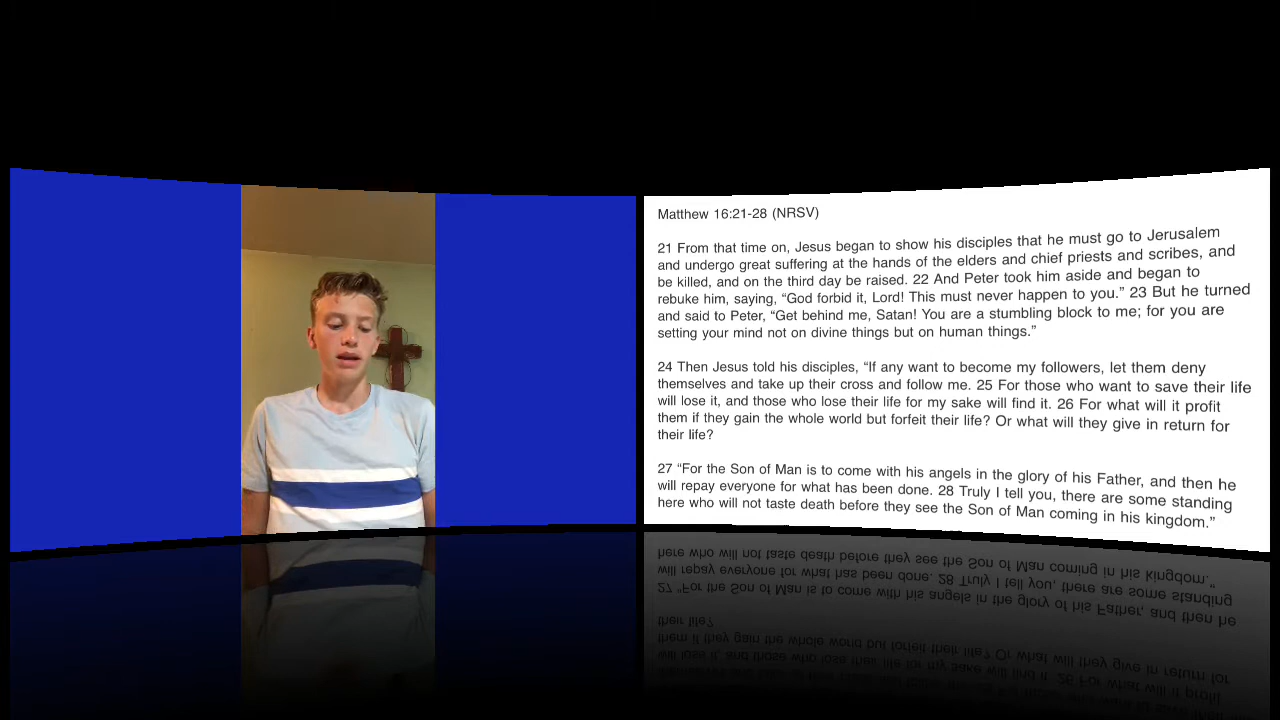 Matthew 16:21-28 (NRSV)
21 From that time on, Jesus began to show his disciples that he must go to Jerusalem
and undergo great suffering at the hands of the elders and chief priests and scribes, and
be killed, and on the third day be raised. 22 And Peter took him aside and began to
rebuke him, saying, “God forbid it, Lord! This must never happen to you.” 23 But he turned
and said to Peter, “Get behind me, Satan! You are a stumbling block to me; for you are
setting your mind not on divine things but on human things.”
24 Then Jesus told his disciples, “If any want to become my followers, let them deny
themselves and take up their cross and follow me. 25 For those who want to save their life
will lose it, and those who lose their life for my sake will find it. 26 For what will it profit
them if they gain the whole world but forfeit their life? Or what will they give in return for
their life?
27 “For the Son of Man is to come with his angels in the glory of his Father, and then he
will repay everyone for what has been done. 28 Truly I tell you, there are some standing
here who will not taste death before they see the Son of Man coming in his kingdom.”